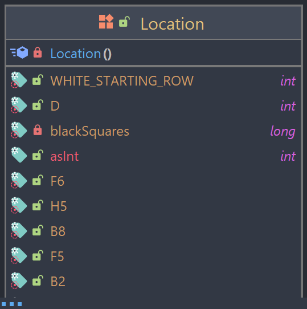 Location
Location()
WHITE_STARTING_ROW int
D int
blackSquares long
asInt int
F6
H5
B8
F5
B2